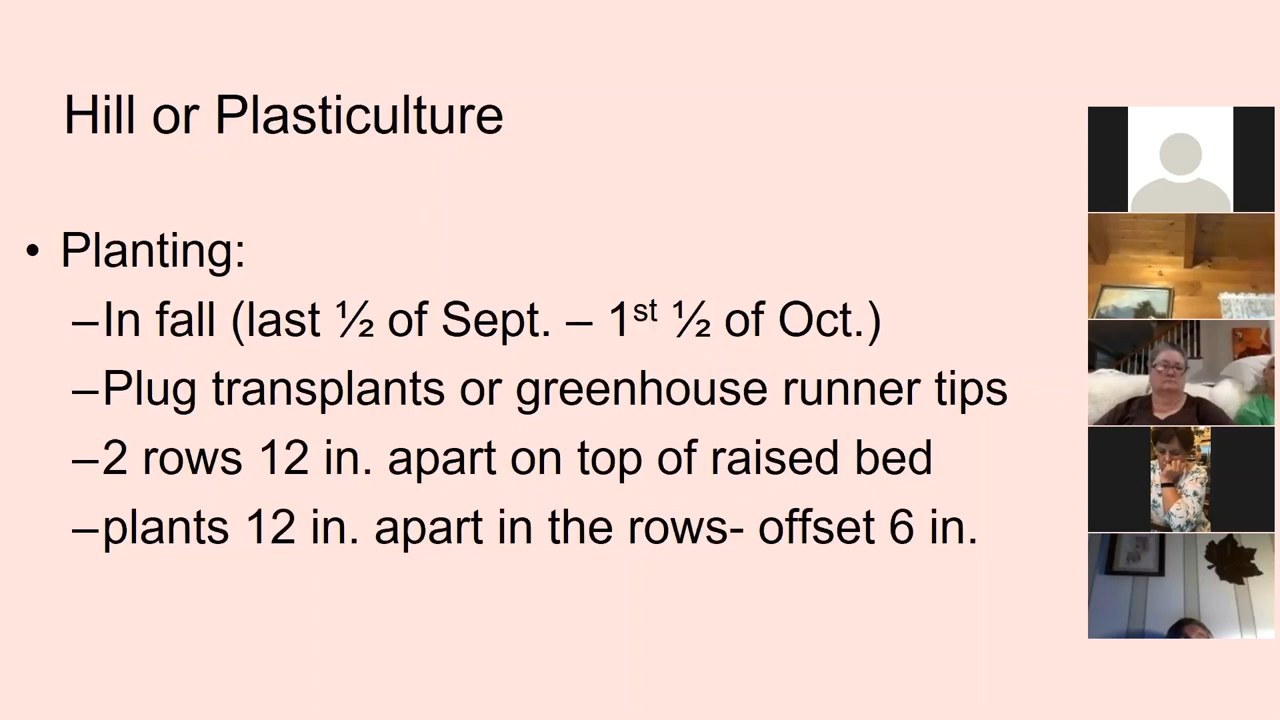 Hill or Plasticulture
• Planting:
–In fall (last ½ of Sept. – 1st ½ of Oct.)
–Plug transplants or greenhouse runner tips
–2 rows 12 in. apart on top of raised bed
–plants 12 in. apart in the rows- offset 6 in.